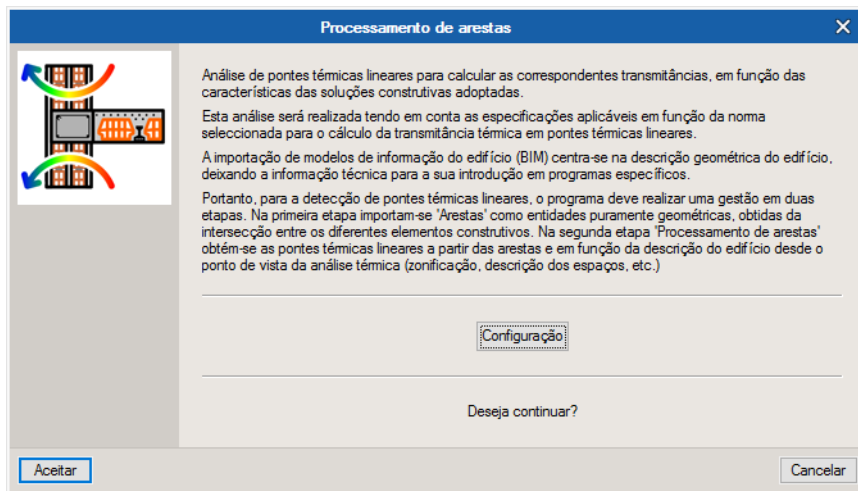 Processamento de arestas
Análise de pontes térmicas lineares para calcular as correspondentes transmitâncias, em função das
características das soluções construtivas adoptadas.
Esta análise será realizada tendo em conta as especificações aplicáveis em função da norma
seleccionada para o cálculo da transmitância térmica em pontes térmicas lineares.
A importação de modelos de informação do edifício (BIM) centra-se na descrição geométrica do edifício,
deixando a informação técnica para a sua introdução em programas específicos.
Portanto, para a detecção de pontes térmicas lineares, o programa deve realizar uma gestão em duas
etapas. Na primeira etapa importam-se 'Arestas' como entidades puramente geométricas, obtidas da
intersecção entre os diferentes elementos construtivos. Na segunda etapa 'Processamento de arestas'
obtém-se as pontes térmicas lineares a partir das arestas e em função da descrição do edifício desde o
ponto de vista da análise térmica (zonificação, descrição dos espaços, etc.)
Configuração
Deseja continuar?
Aceitar
Cancelar